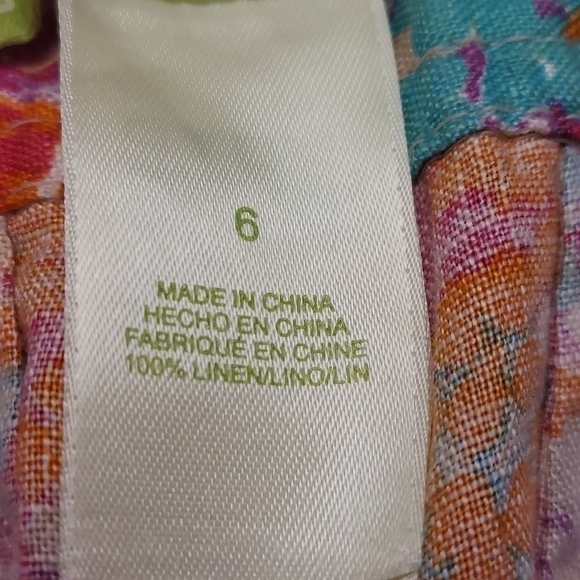 6
MADE IN CHINA
HECHO EN CHINA
FABRIQUÉ EN CHINE
100% LINEN/LINO/LIN